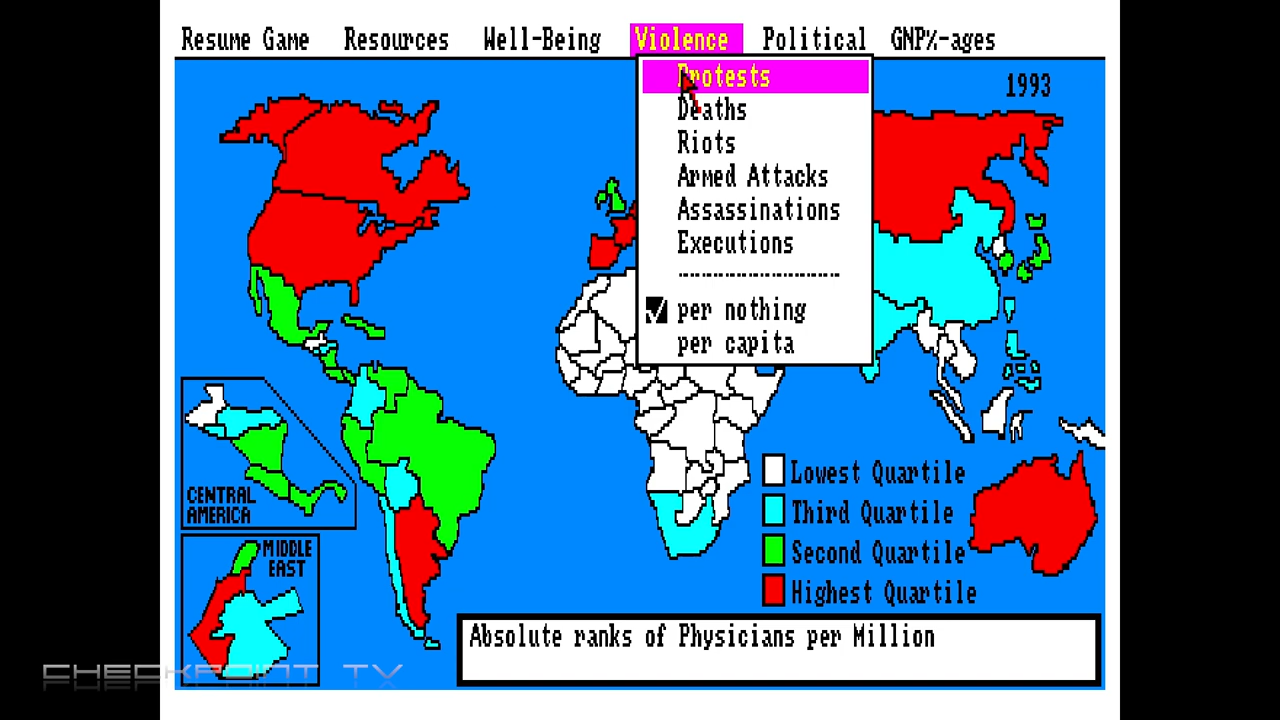 Resume Game Resources Well-Being Violence Political GNP%-ages
Protests
1993
Deaths
Riots
Armed Attacks
Assassinations
Executions
per nothing
per capita
CENTRAL
AMERICA
MIDDLE
EAST
Lowest Quartile
Third Quartile
Second Quartile
Highest Quartile
Absolute ranks of Physicians per Million
CHECKPOINT TV